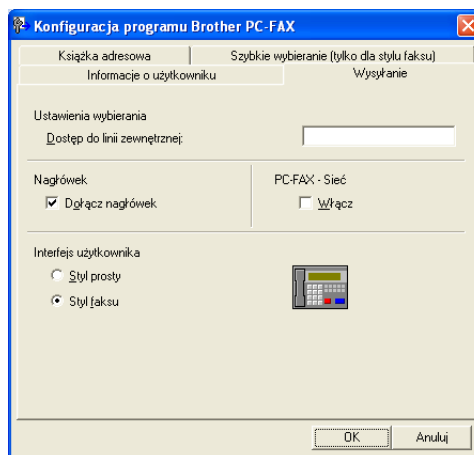 Konfiguracja programu Brother PC-FAX
Książka adresowa
Szybkie wybieranie (tylko dla stylu faksu)
Informacje o użytkowniku
Wysyłanie
Ustawienia wybierania
Dostęp do linii zewnętrznej:
Nagłówek
PC-FAX - Sieć
Dołącz nagłówek
Włącz
Interfejs użytkownika
Styl prosty
Styl faksu
OK
Anuluj